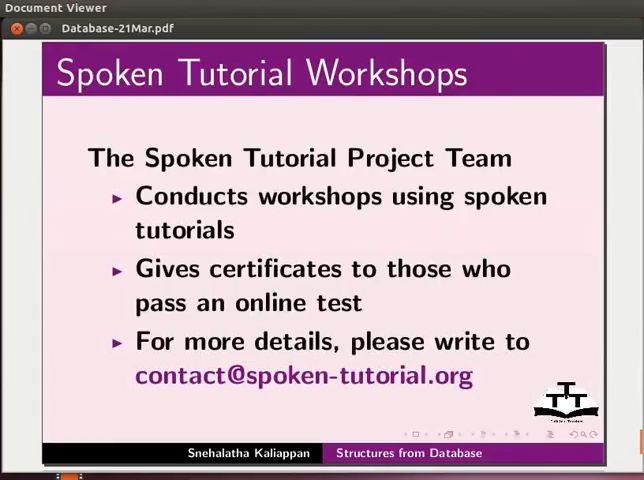 Document Viewer
Database-21Mar.pdf
Spoken Tutorial Workshops
The Spoken Tutorial Project Team
Conducts workshops using spoken
tutorials
Gives certificates to those who
pass an online test
For more details, please write to
contact@spoken-tutorial.org
Snehalatha Kaliappan
Structures from Database